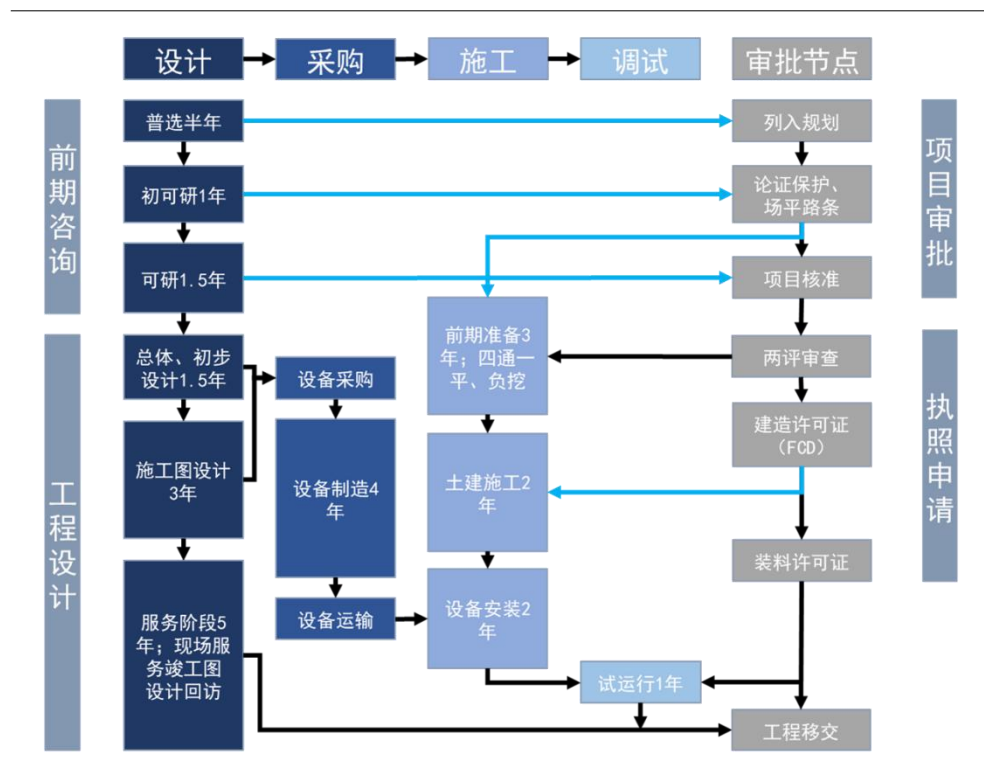 设计
采购
施工
调试
审批节点
前期咨询
普选半年
列入规划
项目审批
初可研1年
论证保护、
场平路条
可研1.5年
项目核准
工程设计
总体、初步
设计1.5年
设备采购
前期准备3
年；四通一
平、负挖
两评审查
执照申请
施工图设计
3年
设备制造4
年
土建施工2
年
建造许可证
（FCD）
装料许可证
服务阶段5
年；现场服
务竣工图
设计回访
设备运输
设备安装2
年
试运行1年
工程移交